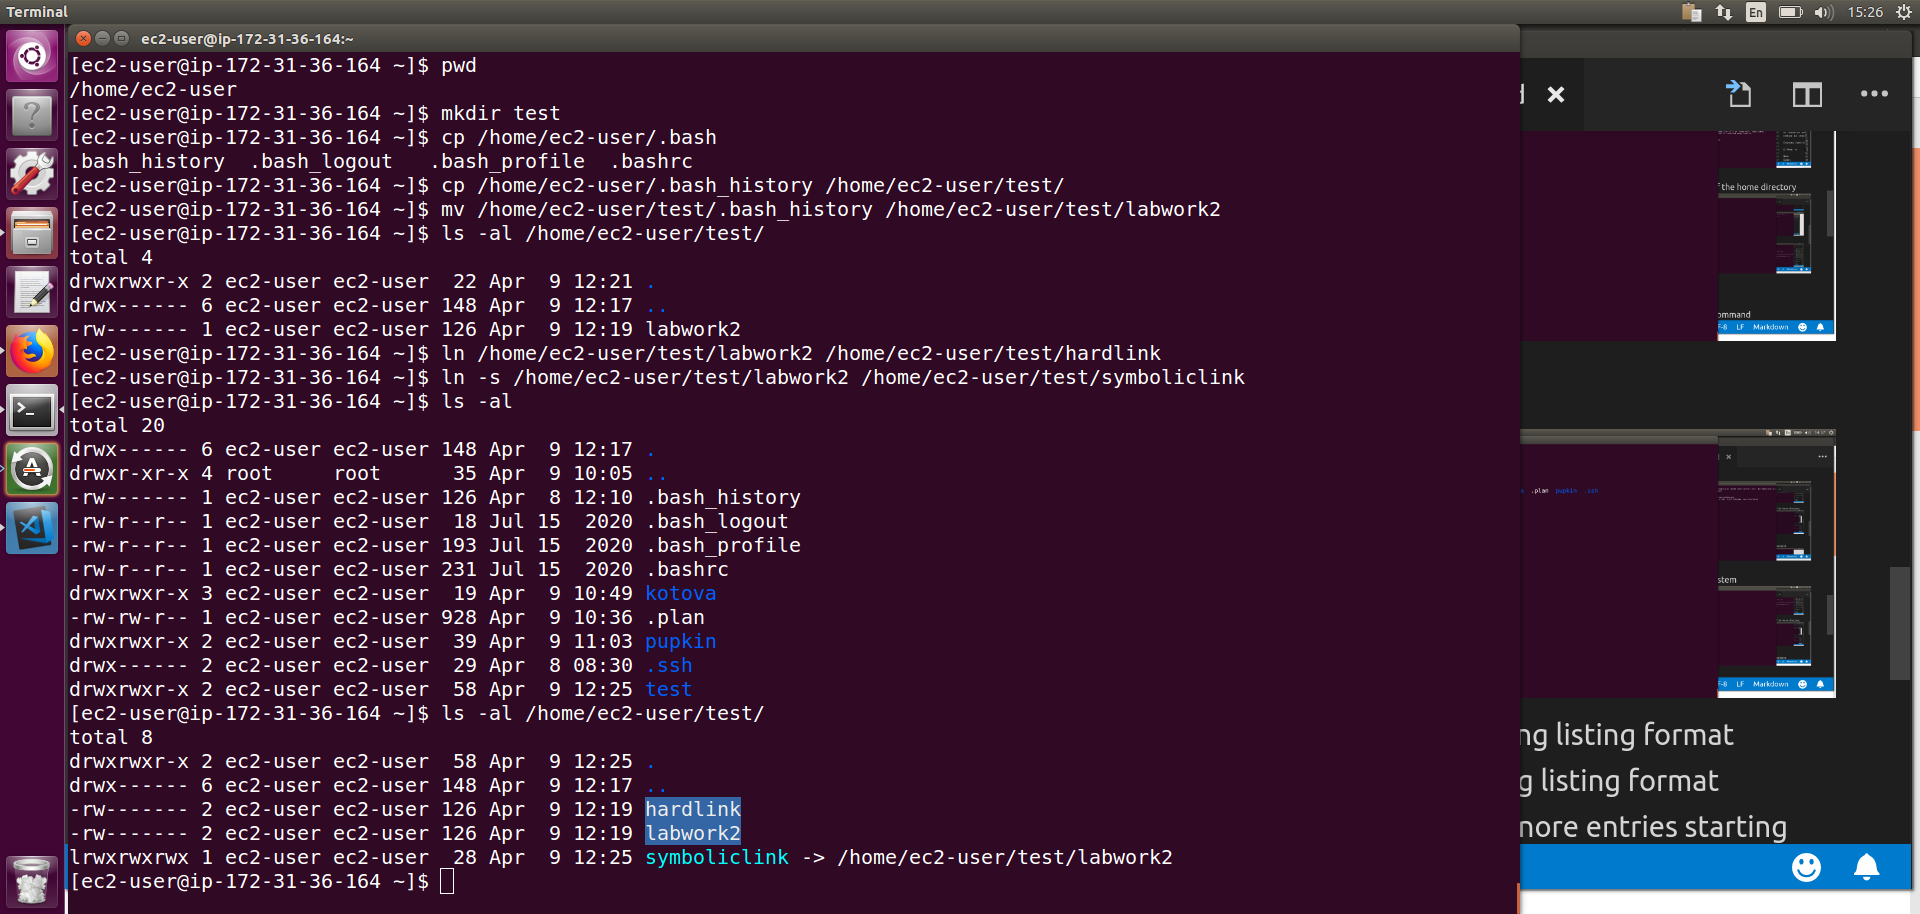 Terminal
En
15:26
ec2-user@ip-172-31-36-164:~
[ec2-user@ip-172-31-36-164 ~]$ pwd
/home/ec2-user
[ec2-user@ip-172-31-36-164 ~]$ mkdir test
[ec2-user@ip-172-31-36-164 ~]$ cp /home/ec2-user/.bash
.bash_history  .bash_logout   .bash_profile  .bashrc
[ec2-user@ip-172-31-36-164 ~]$ cp /home/ec2-user/.bash_history /home/ec2-user/test/
[ec2-user@ip-172-31-36-164 ~]$ mv /home/ec2-user/test/.bash_history /home/ec2-user/test/labwork2
[ec2-user@ip-172-31-36-164 ~]$ ls -al /home/ec2-user/test/
total 4
drwxrwxr-x 2 ec2-user ec2-user  22 Apr  9 12:21 .
drwx------ 6 ec2-user ec2-user 148 Apr  9 12:17 ..
-rw------- 1 ec2-user ec2-user 126 Apr  9 12:19 labwork2
[ec2-user@ip-172-31-36-164 ~]$ ln /home/ec2-user/test/labwork2 /home/ec2-user/test/hardlink
[ec2-user@ip-172-31-36-164 ~]$ ln -s /home/ec2-user/test/labwork2 /home/ec2-user/test/symboliclink
[ec2-user@ip-172-31-36-164 ~]$ ls -al
total 20
drwx------ 6 ec2-user ec2-user 148 Apr  9 12:17 .
drwxr-xr-x 4 root     root      35 Apr  9 10:05 ..
-rw------- 1 ec2-user ec2-user 126 Apr  8 12:10 .bash_history
-rw-r--r-- 1 ec2-user ec2-user  18 Jul 15  2020 .bash_logout
-rw-r--r-- 1 ec2-user ec2-user 193 Jul 15  2020 .bash_profile
-rw-r--r-- 1 ec2-user ec2-user 231 Jul 15  2020 .bashrc
drwxrwxr-x 3 ec2-user ec2-user  19 Apr  9 10:49 kotova
-rw-rw-r-- 1 ec2-user ec2-user 928 Apr  9 10:36 .plan
drwxrwxr-x 2 ec2-user ec2-user  39 Apr  9 11:03 pupkin
drwx------ 2 ec2-user ec2-user  29 Apr  8 08:30 .ssh
drwxrwxr-x 2 ec2-user ec2-user  58 Apr  9 12:25 test
[ec2-user@ip-172-31-36-164 ~]$ ls -al /home/ec2-user/test/
total 8
drwxrwxr-x 2 ec2-user ec2-user  58 Apr  9 12:25 .
drwx------ 6 ec2-user ec2-user 148 Apr  9 12:17 ..
-rw------- 2 ec2-user ec2-user 126 Apr  9 12:19 hardlink
-rw------- 2 ec2-user ec2-user 126 Apr  9 12:19 labwork2
lrwxrwxrwx 1 ec2-user ec2-user  28 Apr  9 12:25 symboliclink -> /home/ec2-user/test/labwork2
[ec2-user@ip-172-31-36-164 ~]$
the home directory
F-8 LF Markdown
.plan pupkin .ssh
F-8 LF Markdown
listing format
listing format
entries starting